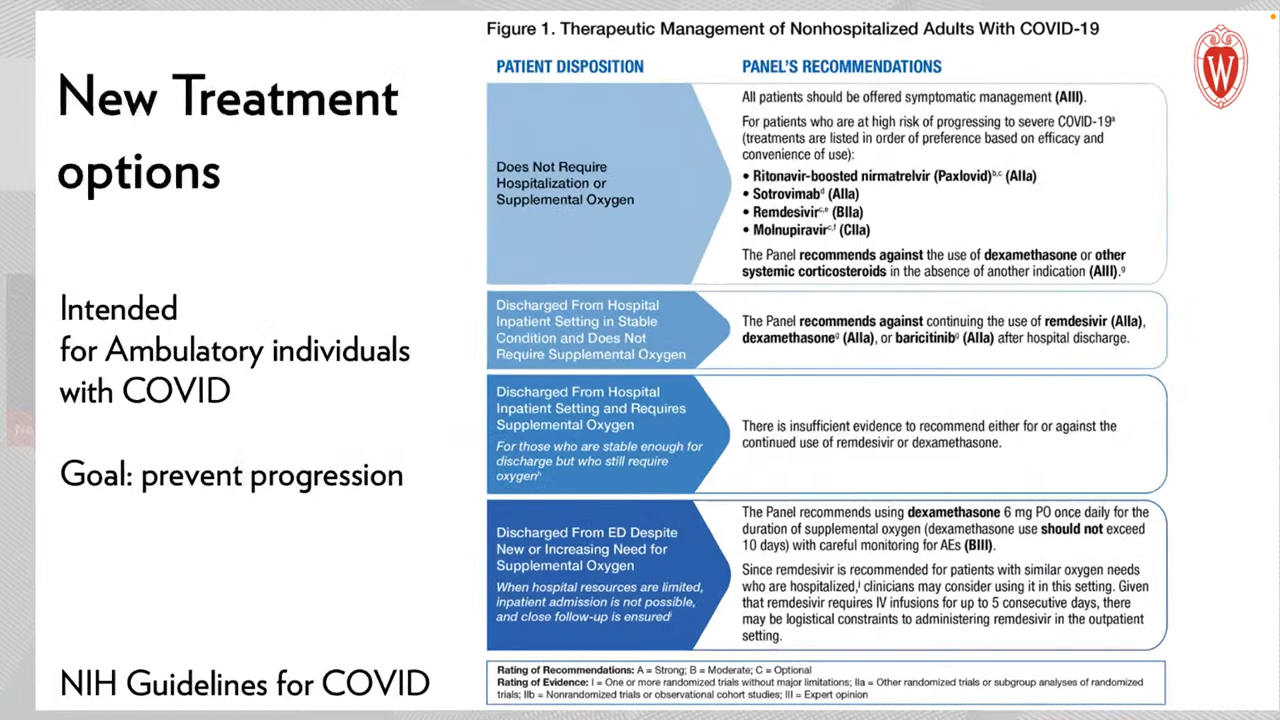 New Treatment
options
Intended
for Ambulatory individuals
with COVID
Goal: prevent progression
NIH Guidelines for COVID
Figure 1. Therapeutic Management of Nonhospitalized Adults With COVID-19
PATIENT DISPOSITION
PANEL'S RECOMMENDATIONS
Does Not Require
Hospitalization or
Supplemental Oxygen
All patients should be offered symptomatic management (AIII).
For patients who are at high risk of progressing to severe COVID-19ᵃ
(treatments are listed in order of preference based on efficacy and
convenience of use):
• Ritonavir-boosted nirmatrelvir (Paxlovid)ᵇ,ᶜ (AIIa)
• Sotrovimabᵈ (AIIa)
• Remdesivirᶜ,ᵉ (BIIa)
• Molnupiravirᶜ,ᶠ (CIIa)
The Panel recommends against the use of dexamethasone or other
systemic corticosteroids in the absence of another indication (AIII).ᵍ
Discharged From Hospital
Inpatient Setting in Stable
Condition and Does Not
Require Supplemental Oxygen
The Panel recommends against continuing the use of remdesivir (AIIa),
dexamethasoneᵍ (AIIa), or baricitinibᵍ (AIIa) after hospital discharge.
Discharged From Hospital
Inpatient Setting and Requires
Supplemental Oxygen
For those who are stable enough for
discharge but who still require
oxygenʰ
There is insufficient evidence to recommend either for or against the
continued use of remdesivir or dexamethasone.
Discharged From ED Despite
New or Increasing Need for
Supplemental Oxygen
When hospital resources are limited,
inpatient admission is not possible,
and close follow-up is ensuredⁱ
The Panel recommends using dexamethasone 6 mg PO once daily for the
duration of supplemental oxygen (dexamethasone use should not exceed
10 days) with careful monitoring for AEs (BIII).
Since remdesivir is recommended for patients with similar oxygen needs
who are hospitalized,ʲ clinicians may consider using it in this setting. Given
that remdesivir requires IV infusions for up to 5 consecutive days, there
may be logistical constraints to administering remdesivir in the outpatient
setting.
Rating of Recommendations: A = Strong; B = Moderate; C = Optional
Rating of Evidence: I = One or more randomized trials without major limitations; IIa = Other randomized trials or subgroup analyses of randomized
trials; IIb = Nonrandomized trials or observational cohort studies; III = Expert opinion
W